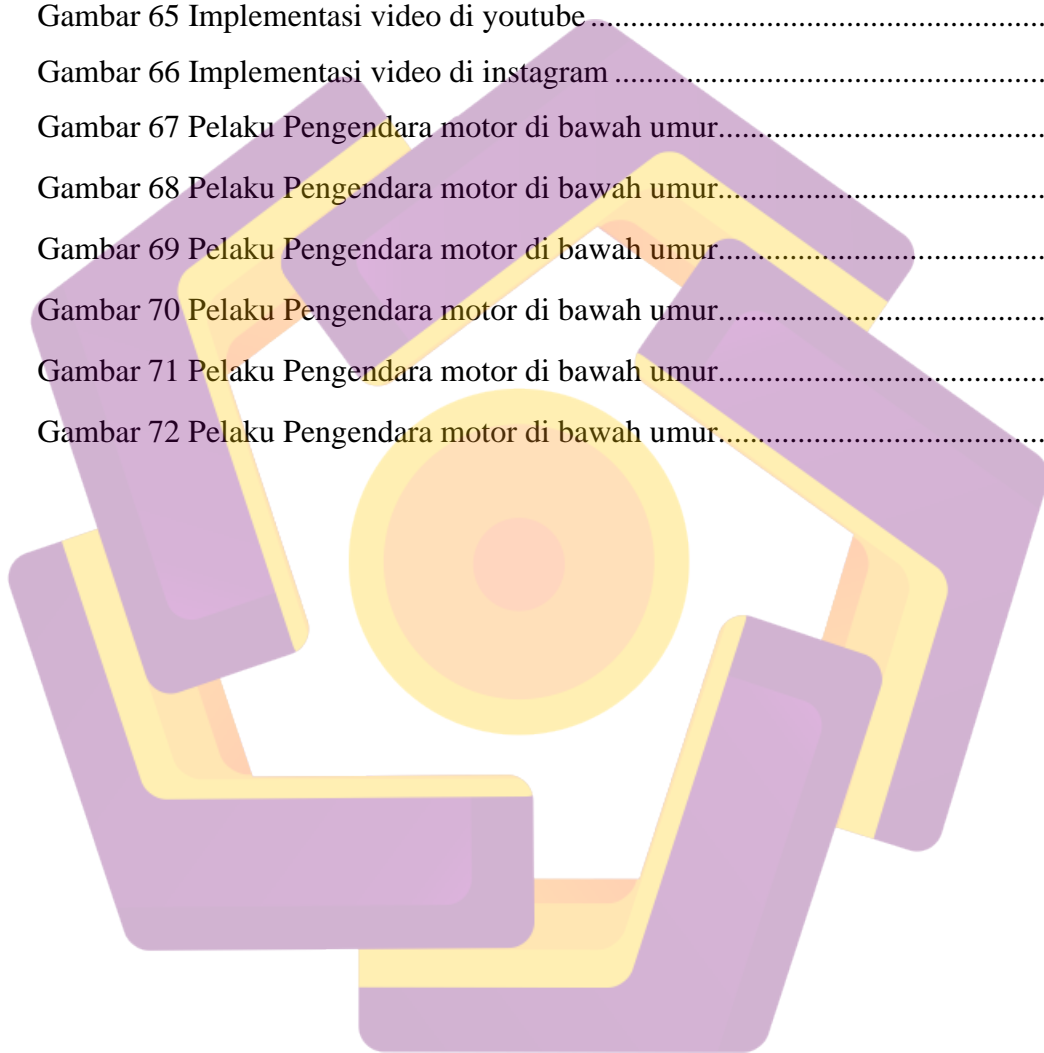 Gambar 65 Implementasi video di youtube..................................................
Gambar 66 Implementasi video di instagram...............................................
Gambar 67 Pelaku Pengendara motor di bawah umur...................................
Gambar 68 Pelaku Pengendara motor di bawah umur...................................
Gambar 69 Pelaku Pengendara motor di bawah umur...................................
Gambar 70 Pelaku Pengendara motor di bawah umur...................................
Gambar 71 Pelaku Pengendara motor di bawah umur...................................
Gambar 72 Pelaku Pengendara motor di bawah umur...................................